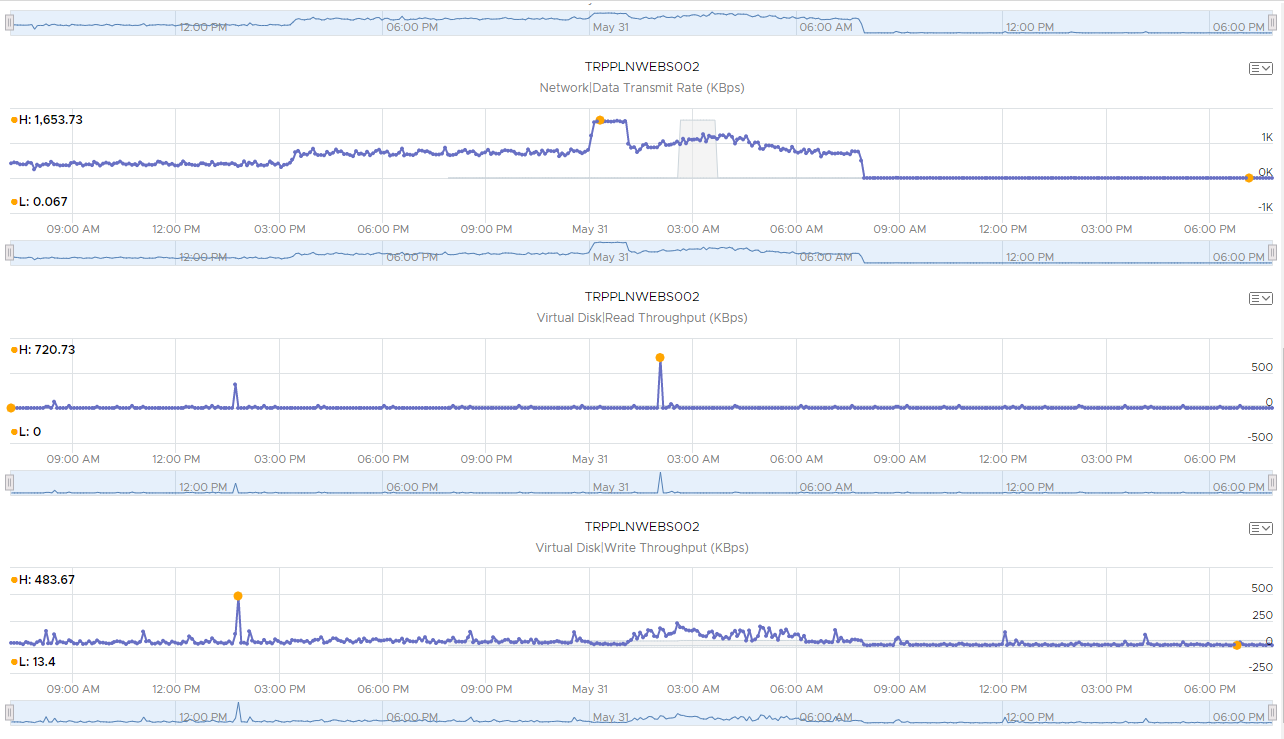 12:00 PM 06:00 PM May 31 06:00 AM 12:00 PM 06:00 PM
TRPPLNWEBS002
Network|Data Transmit Rate (KBps)
H: 1,653.73
1K
0K
L: 0.067
-1K
09:00 AM 12:00 PM 03:00 PM 06:00 PM 09:00 PM May 31 03:00 AM 06:00 AM 09:00 AM 12:00 PM 03:00 PM 06:00 PM
12:00 PM 06:00 PM May 31 06:00 AM 12:00 PM 06:00 PM
TRPPLNWEBS002
Virtual Disk|Read Throughput (KBps)
H: 720.73
500
0
L: 0
-500
09:00 AM 12:00 PM 03:00 PM 06:00 PM 09:00 PM May 31 03:00 AM 06:00 AM 09:00 AM 12:00 PM 03:00 PM 06:00 PM
12:00 PM 06:00 PM May 31 06:00 AM 12:00 PM 06:00 PM
TRPPLNWEBS002
Virtual Disk|Write Throughput (KBps)
H: 483.67
500
250
0
L: 13.4
-250
09:00 AM 12:00 PM 03:00 PM 06:00 PM 09:00 PM May 31 03:00 AM 06:00 AM 09:00 AM 12:00 PM 03:00 PM 06:00 PM
12:00 PM 06:00 PM May 31 06:00 AM 12:00 PM 06:00 PM